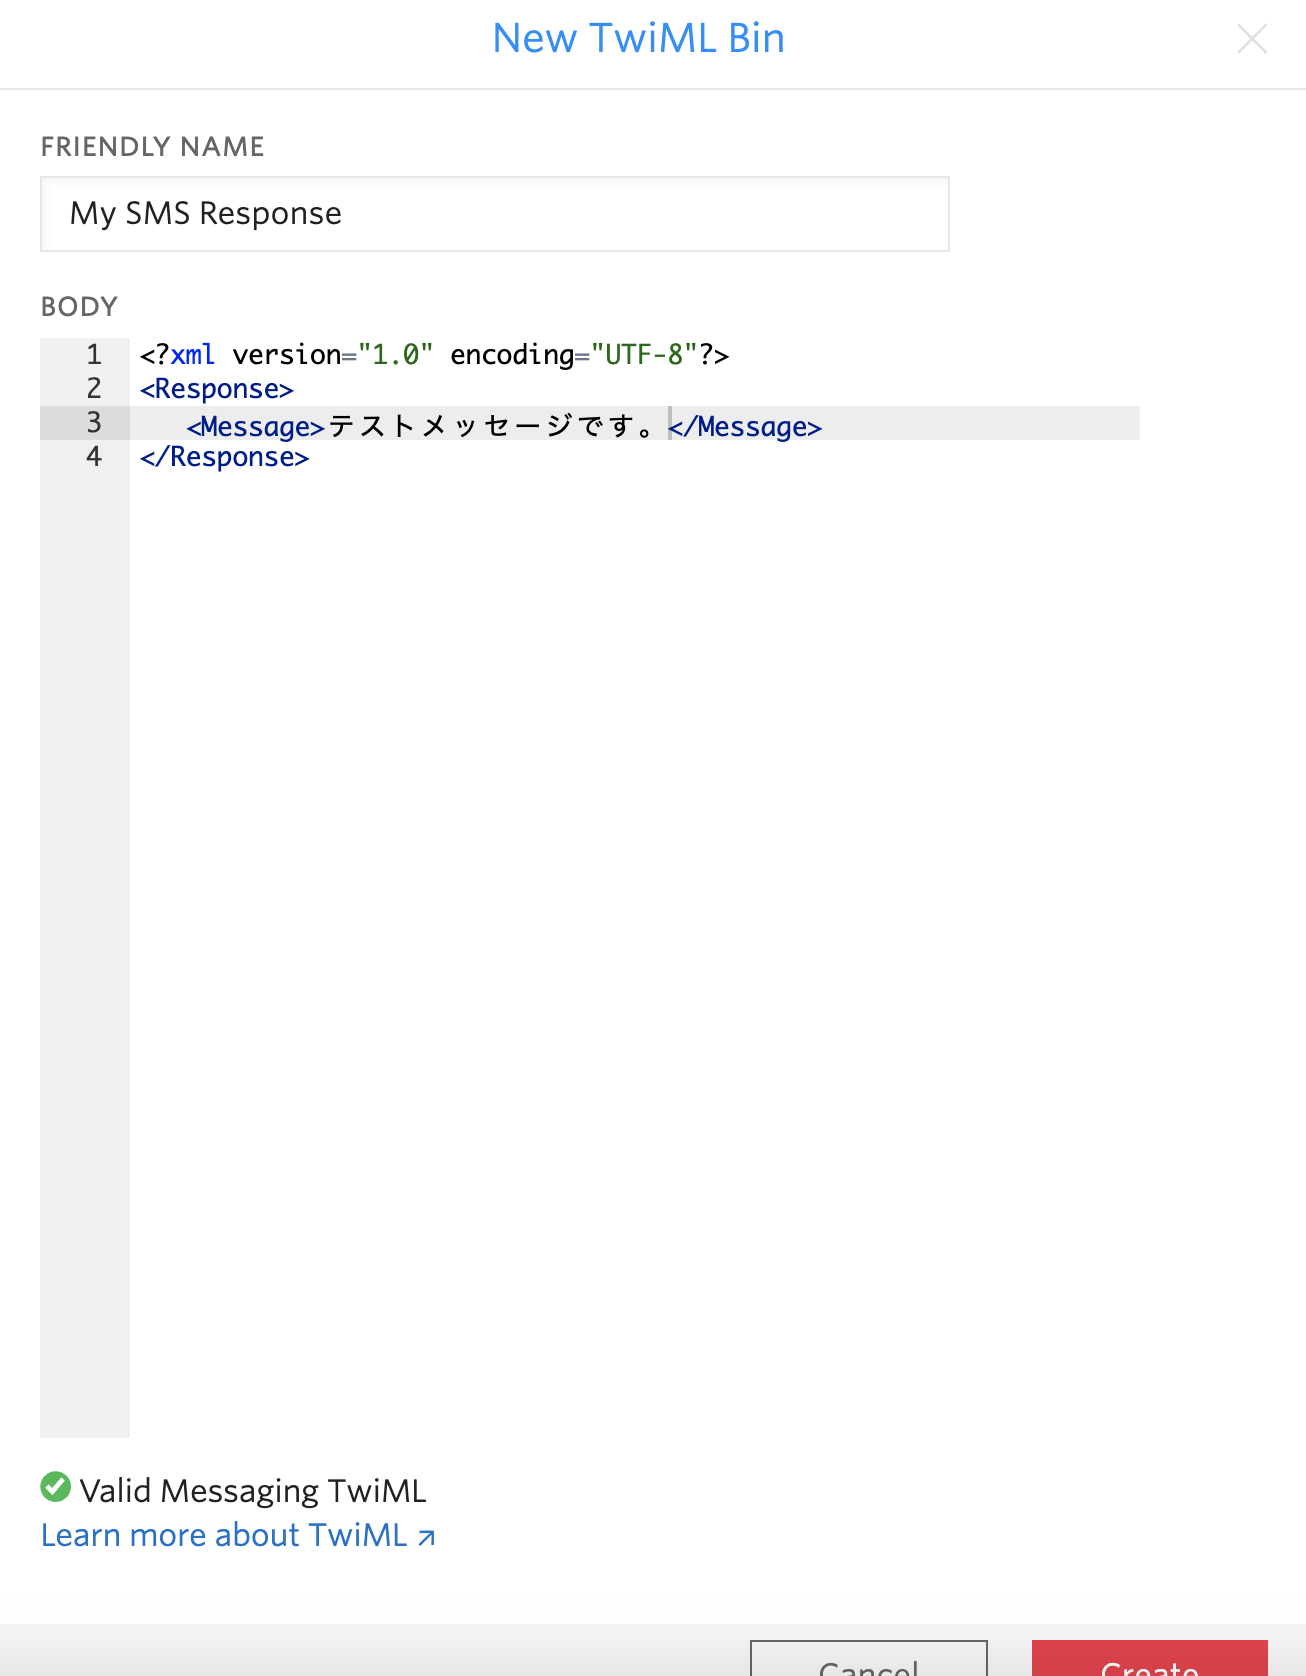 New TwiML Bin
FRIENDLY NAME
My SMS Response
BODY
1 <?xml version="1.0" encoding="UTF-8"?>
2 <Response>
3 <Message>テストメッセージです。</Message>
4 </Response>
Valid Messaging TwiML
Learn more about TwiML ↗
Cancel Create